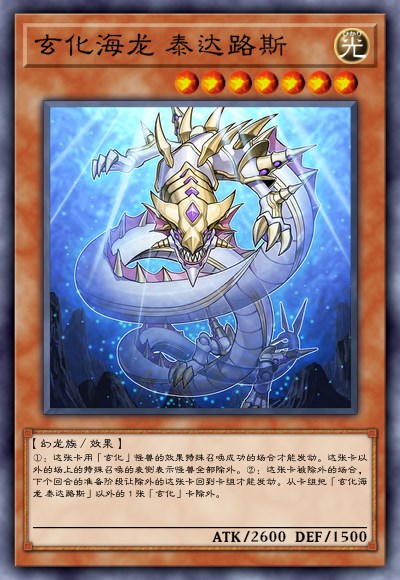 玄化海龙 泰达路斯
ひかり
光
【幻龙族／效果】
①：这张卡用「玄化」怪兽的效果特殊召唤成功的场合才能发动。这张卡以
外的场上的特殊召唤的表侧表示怪兽全部除外。②：这张卡被除外的场合，
下个回合的准备阶段让除外的这张卡回到卡组才能发动。从卡组把「玄化海
龙 泰达路斯」以外的1张「玄化」卡除外。
ATK/2600 DEF/1500